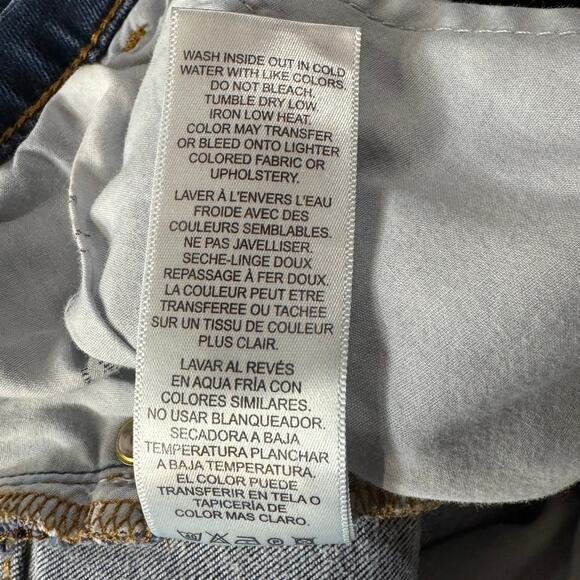 WASH INSIDE OUT IN COLD
WATER WITH LIKE COLORS.
DO NOT BLEACH.
TUMBLE DRY LOW.
IRON LOW HEAT.
COLOR MAY TRANSFER
OR BLEED ONTO LIGHTER
COLORED FABRIC OR
UPHOLSTERY.
LAVER À L'ENVERS L'EAU
FROIDE AVEC DES
COULEURS SEMBLABLES.
NE PAS JAVELLISER.
SECHE-LINGE DOUX
REPASSAGE À FER DOUX.
LA COULEUR PEUT ETRE
TRANSFEREE OU TACHEE
SUR UN TISSU DE COULEUR
PLUS CLAIR.
LAVAR AL REVÉS
EN AQUA FRÍA CON
COLORES SIMILARES.
NO USAR BLANQUEADOR.
SECADORA A BAJA
TEMPERATURA PLANCHAR
A BAJA TEMPERATURA.
EL COLOR PUEDE
TRANSFERIR EN TELA O
TAPICERÍA DE
COLOR MAS CLARO.